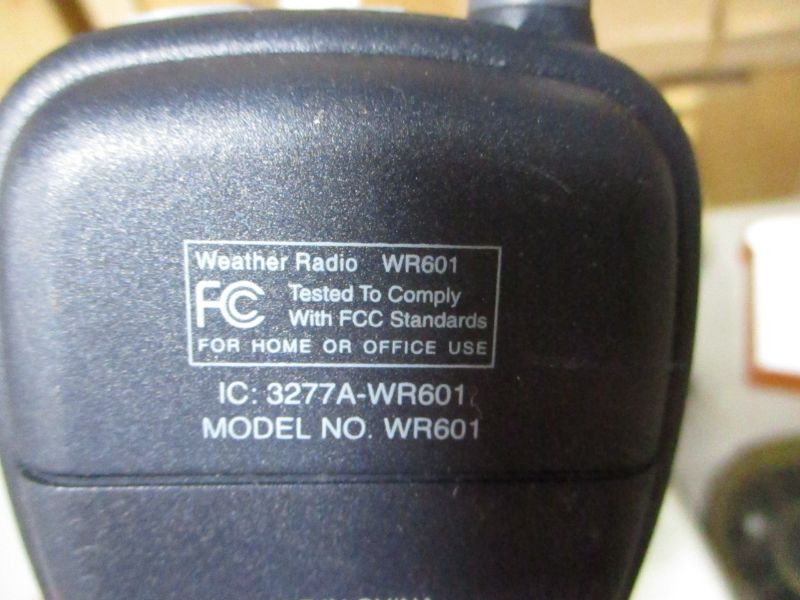 Weather Radio WR601
FC Tested To Comply
With FCC Standards
FOR HOME OR OFFICE USE
IC: 3277A-WR601
MODEL NO. WR601